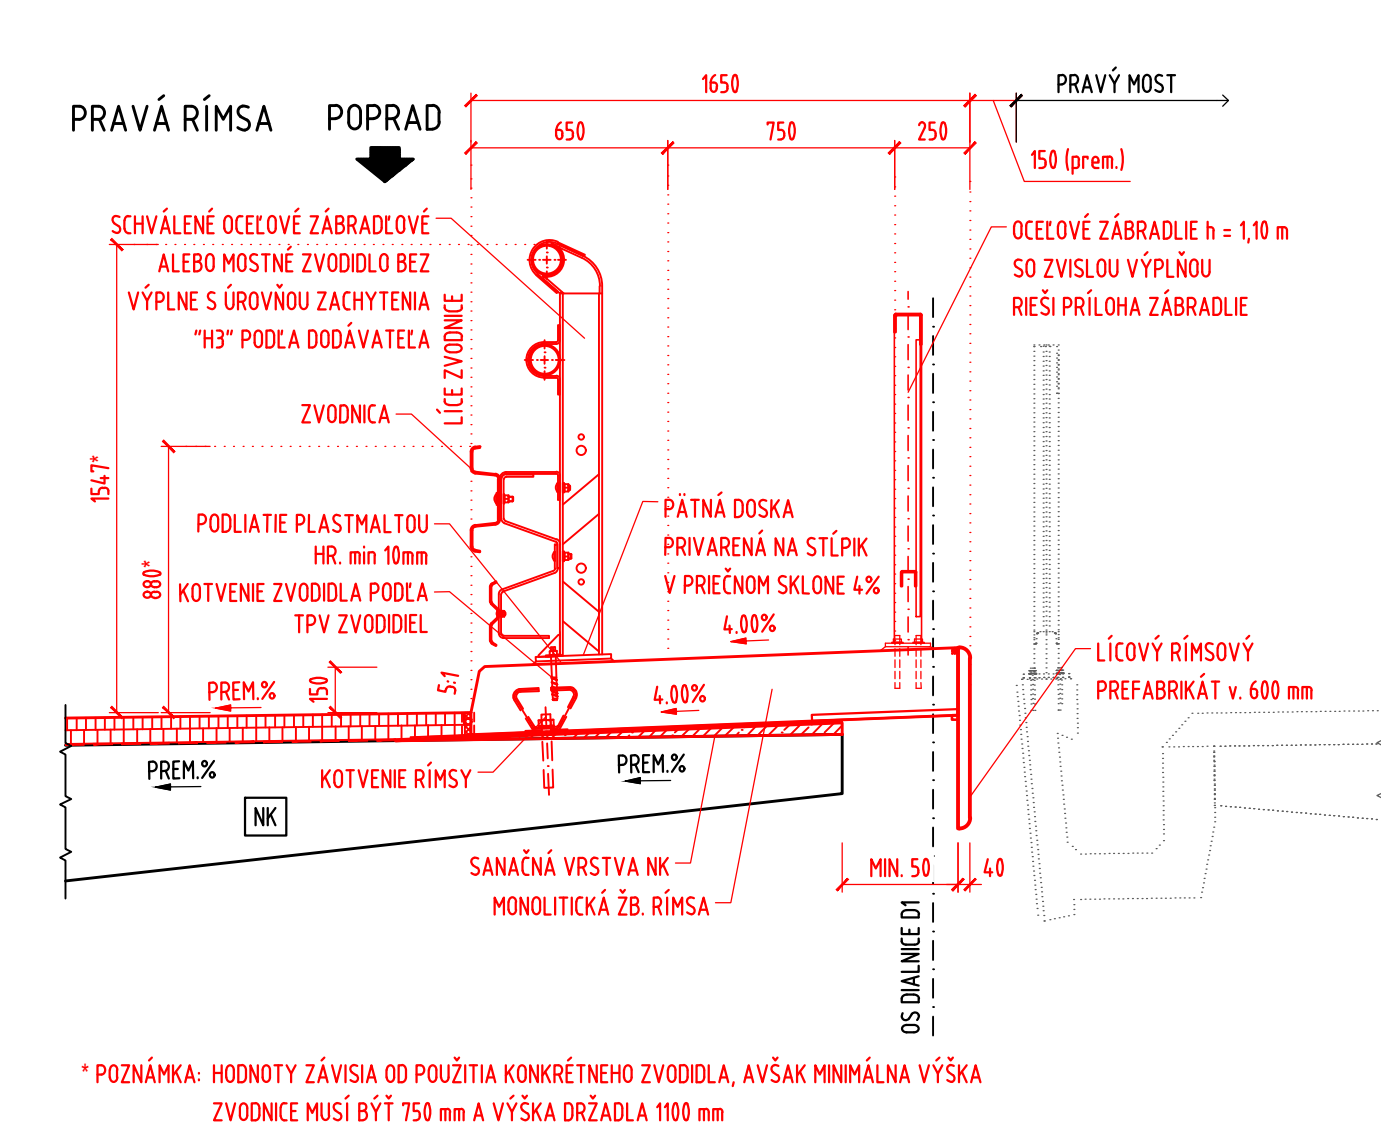 PRAVÁ RÍMSA
POPRAD
1650
PRAVÝ MOST
650
750
250
150 (prem.)
SCHVÁLENÉ OCEĽOVÉ ZÁBRADĽOVÉ
ALEBO MOSTNÉ ZVODIDLO BEZ
VÝPLNE S ÚROVŇOU ZACHYTENIA
"H3" PODĽA DODÁVATEĽA
LÍCE ZVODNICE
OCEĽOVÉ ZÁBRADLIE h = 1,10 m
SO ZVISLOU VÝPLŇOU
RIEŠI PRÍLOHA ZÁBRADLIE
ZVODNICA
1547*
880*
PODLIATIE PLASTMALTOU
HR. min 10mm
KOTVENIE ZVODIDLA PODĽA
TPV ZVODIDIEL
PÄTNÁ DOSKA
PRIVARENÁ NA STĹPIK
V PRIEČNOM SKLONE 4%
4.00%
LÍCOVÝ RÍMSOVÝ
PREFABRIKÁT v. 600 mm
PREM.%
150
5:1
4.00%
PREM.%
KOTVENIE RÍMSY
PREM.%
NK
SANAČNÁ VRSTVA NK
MONOLITICKÁ ŽB. RÍMSA
MIN. 50
40
OS DIALNICE D1
* POZNÁMKA: HODNOTY ZÁVISIA OD POUŽITIA KONKRÉTNEHO ZVODIDLA, AVŠAK MINIMÁLNA VÝŠKA
ZVODNICE MUSÍ BÝŤ 750 mm A VÝŠKA DRŽADLA 1100 mm